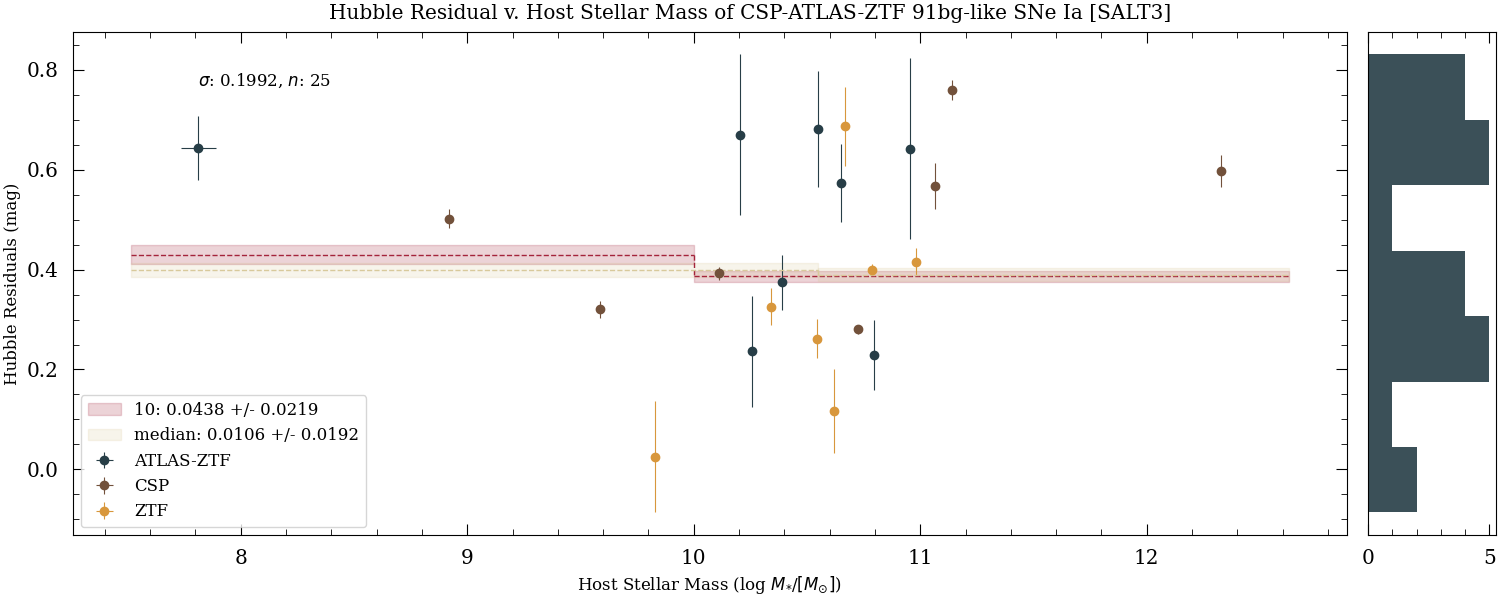 Hubble Residual v. Host Stellar Mass of CSP-ATLAS-ZTF 91bg-like SNe Ia [SALT3]
σ: 0.1992, n: 25
Hubble Residuals (mag)
0.8
0.6
0.4
0.2
0.0
10: 0.0438 +/- 0.0219
median: 0.0106 +/- 0.0192
ATLAS-ZTF
CSP
ZTF
8 9 10 11 12
0 5
Host Stellar Mass (log M*/[M⊙])